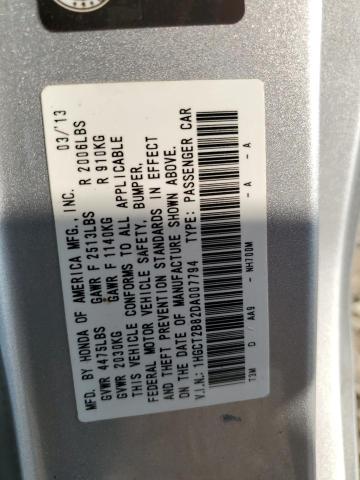 MFD. BY HONDA OF AMERICA MFG., INC. 03/'13
GVWR 4475LBS GAWR F 2513LBS R 2006LBS
GVWR 2030KG GAWR F 1140KG R 910KG
THIS VEHICLE CONFORMS TO ALL APPLICABLE
FEDERAL MOTOR VEHICLE SAFETY, BUMPER,
AND THEFT PREVENTION STANDARDS IN EFFECT
ON THE DATE OF MANUFACTURE SHOWN ABOVE.
V.I.N.: 1HGCT2B82DA007794 TYPE: PASSENGER CAR
T3M D / AA9 - NH700M - A - A